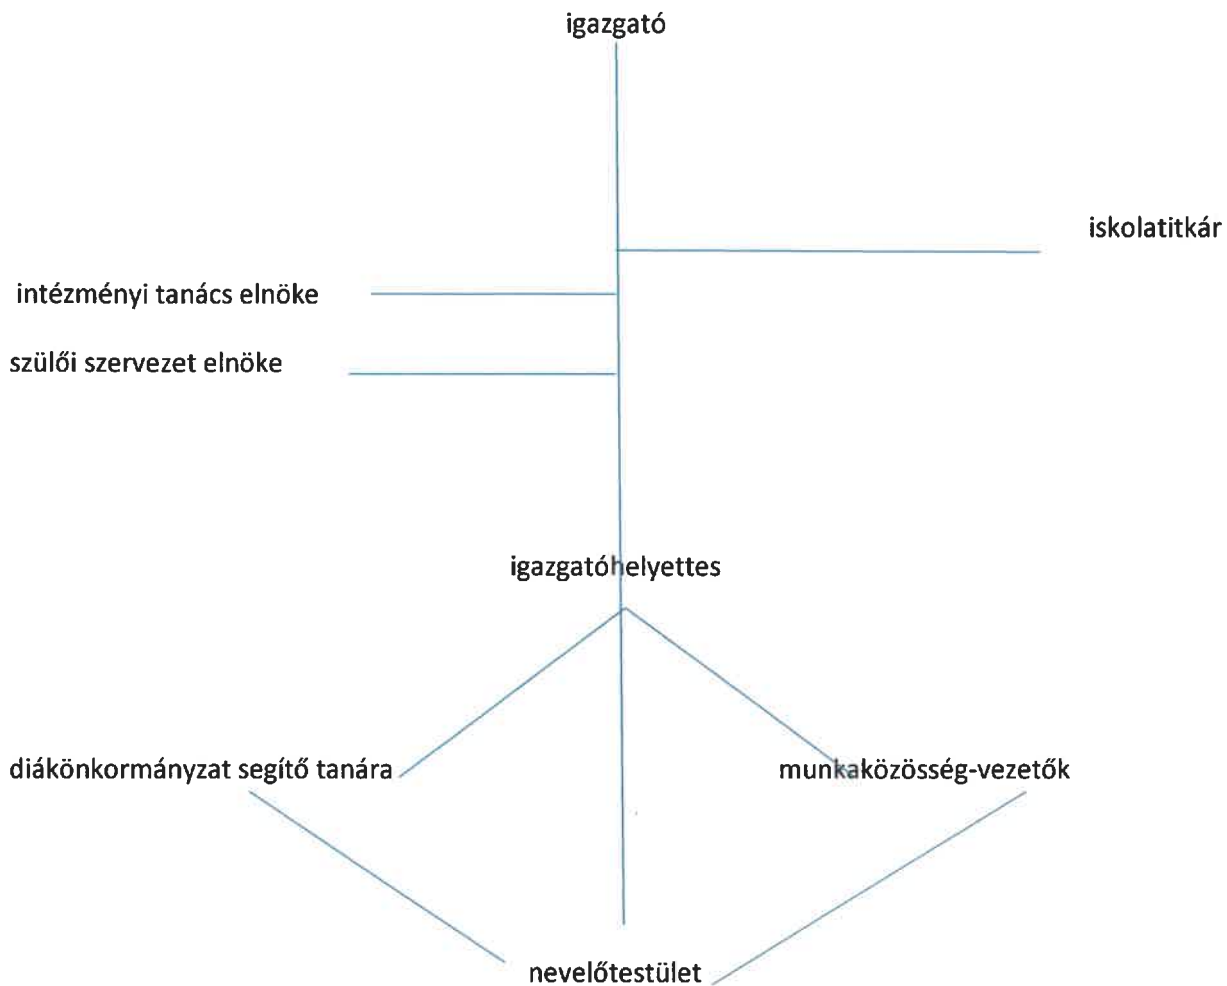 igazgató
iskolatitkár
intézményi tanács elnöke
szülői szervezet elnöke
igazgatóhelyettes
diákönkormányzat segítő tanára
munkaközösség-vezetők
nevelőtestület